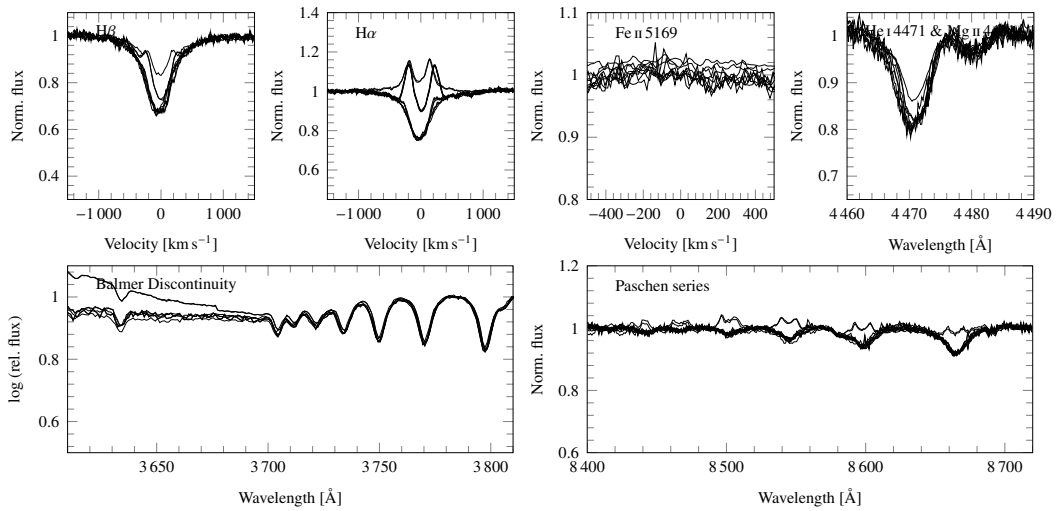 Hβ
1
0.8
0.6
0.4
−1 000 0 1 000
Velocity [km s⁻¹]
Norm. flux
Hα
1.4
1.2
1
0.8
0.6
−1 000 0 1 000
Velocity [km s⁻¹]
Norm. flux
Fe II 5169
1.1
1
0.9
0.8
−400 −200 0 200 400
Velocity [km s⁻¹]
Norm. flux
He I 4471 & Mg II 4
1
0.9
0.8
0.7
4 460 4 470 4 480 4 490
Wavelength [Å]
Norm. flux
Balmer Discontinuity
1
0.8
0.6
3 650 3 700 3 750 3 800
Wavelength [Å]
log (rel. flux)
Paschen series
1.2
1
0.8
0.6
8 400 8 500 8 600 8 700
Wavelength [Å]
Norm. flux